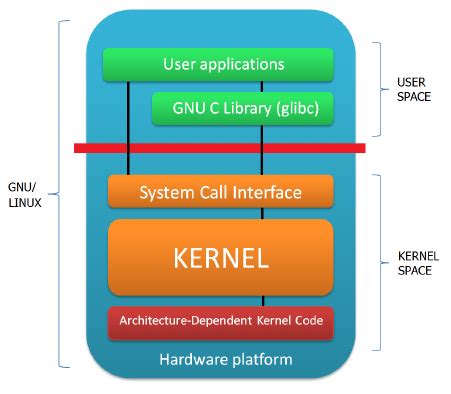 User applications
GNU C Library (glibc)
USER
SPACE
GNU/
LINUX
System Call Interface
KERNEL
KERNEL
SPACE
Architecture-Dependent Kernel Code
Hardware platform